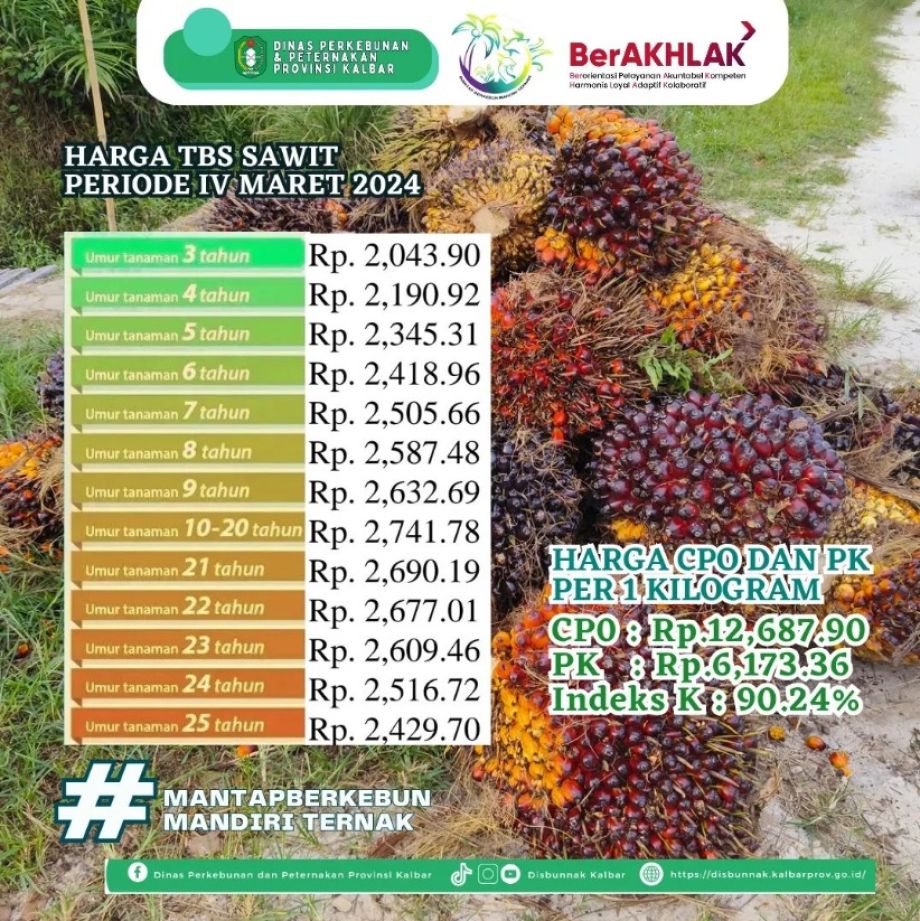 DINAS PERKEBUNAN
& PETERNAKAN
PROVINSI KALBAR
BerAKHLAK
Berorientasi Pelayanan Akuntabel Kompeten
Harmonis Loyal Adaptif Kolaboratif
HARGA TBS SAWIT
PERIODE IV MARET 2024
Umur tanaman 3 tahun Rp. 2,043.90
Umur tanaman 4 tahun Rp. 2,190.92
Umur tanaman 5 tahun Rp. 2,345.31
Umur tanaman 6 tahun Rp. 2,418.96
Umur tanaman 7 tahun Rp. 2,505.66
Umur tanaman 8 tahun Rp. 2,587.48
Umur tanaman 9 tahun Rp. 2,632.69
Umur tanaman 10-20 tahun Rp. 2,741.78
Umur tanaman 21 tahun Rp. 2,690.19
Umur tanaman 22 tahun Rp. 2,677.01
Umur tanaman 23 tahun Rp. 2,609.46
Umur tanaman 24 tahun Rp. 2,516.72
Umur tanaman 25 tahun Rp. 2,429.70
HARGA CPO DAN PK
PER 1 KILOGRAM
CPO : Rp.12,687.90
PK : Rp.6,173.36
Indeks K : 90.24%
#MANTAPBERKEBUN
MANDIRI TERNAK
Dinas Perkebunan dan Peternakan Provinsi Kalbar
Disbunnak Kalbar
https://disbunnak.kalbarprov.go.id/